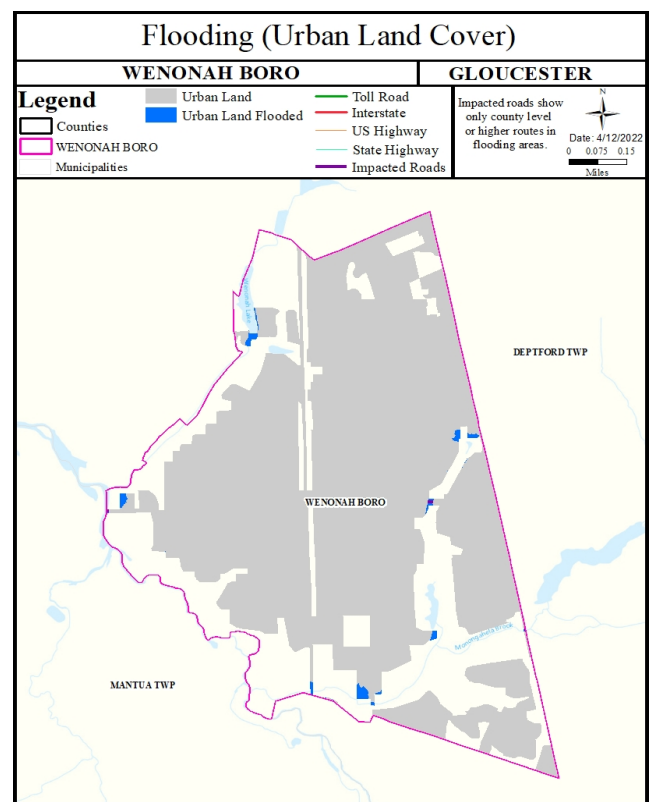 Flooding (Urban Land Cover)
WENONAH BORO
GLOUCESTER
Legend
Counties
WENONAH BORO
Municipalities
Urban Land
Urban Land Flooded
Toll Road
Interstate
US Highway
State Highway
Impacted Roads
Impacted roads show
only county level
or higher routes in
flooding areas.
N
Date: 4/12/2022
0 0.075 0.15
Miles
DEPTFORD TWP
WENONAH BORO
Monongahela Brook
MANTUA TWP